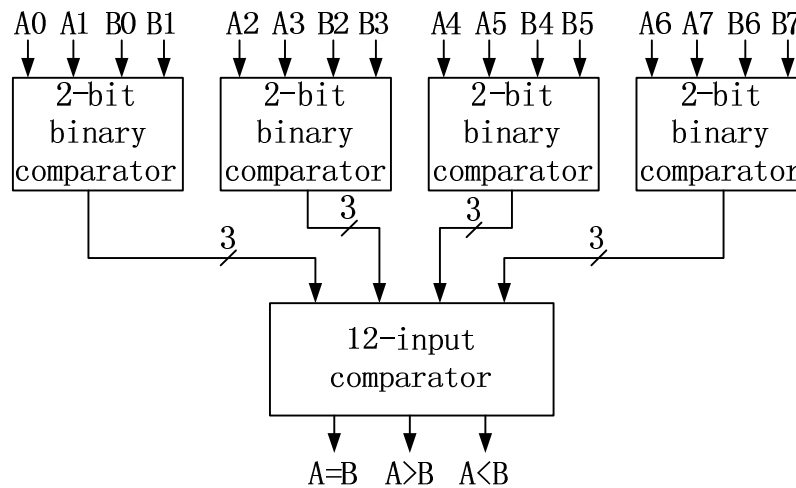 A0 A1 B0 B1 A2 A3 B2 B3 A4 A5 B4 B5 A6 A7 B6 B7
2-bit binary comparator
2-bit binary comparator
2-bit binary comparator
2-bit binary comparator
3
3
3
3
12-input
comparator
A=B A>B A<B